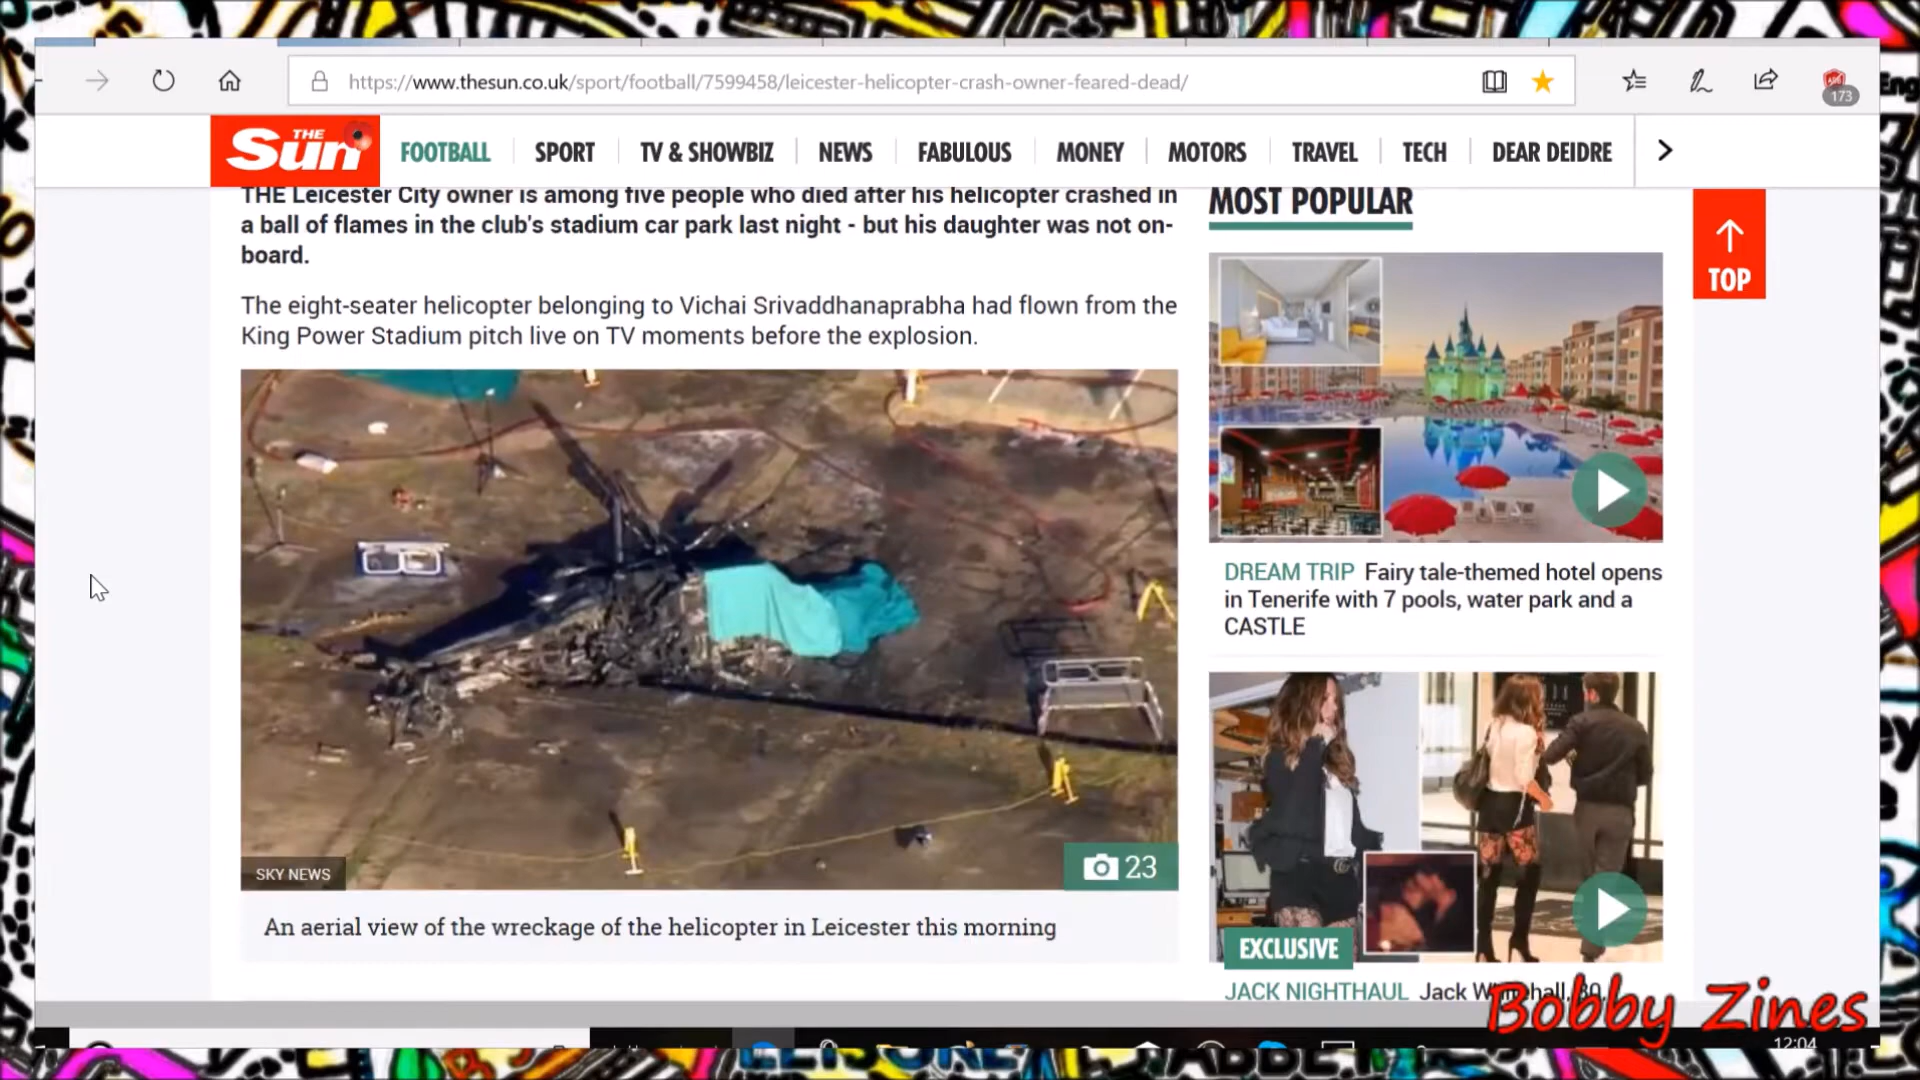 https://www.thesun.co.uk/sport/football/7599458/leicester-helicopter-crash-owner-feared-dead/
173
THE Sun
FOOTBALL
SPORT
TV & SHOWBIZ
NEWS
FABULOUS
MONEY
MOTORS
TRAVEL
TECH
DEAR DEIDRE
THE Leicester City owner is among five people who died after his helicopter crashed in
a ball of flames in the club's stadium car park last night - but his daughter was not on-
board.
The eight-seater helicopter belonging to Vichai Srivaddhanaprabha had flown from the
King Power Stadium pitch live on TV moments before the explosion.
SKY NEWS
23
An aerial view of the wreckage of the helicopter in Leicester this morning
MOST POPULAR
TOP
DREAM TRIP Fairy tale-themed hotel opens
in Tenerife with 7 pools, water park and a
CASTLE
EXCLUSIVE
JACK NIGHTHAUL Jack
Bobby Zines
12:04